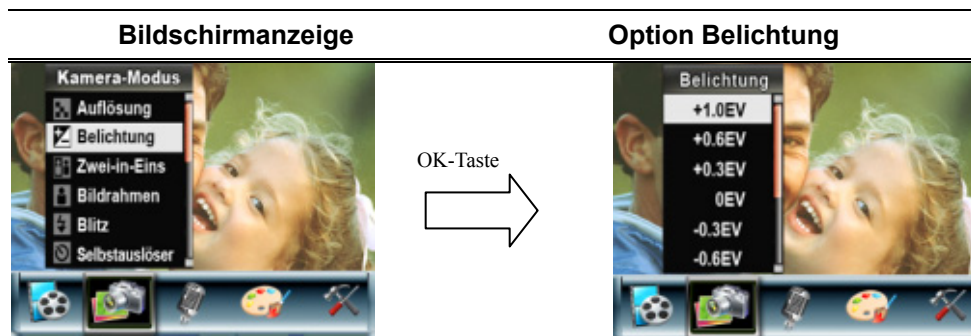 Bildschirmanzeige
Option Belichtung
Kamera-Modus
Auflösung
Belichtung
Zwei-in-Eins
Bildrahmen
Blitz
Selbstauslöser
OK-Taste
Belichtung
+1.0EV
+0.6EV
+0.3EV
0EV
-0.3EV
-0.6EV